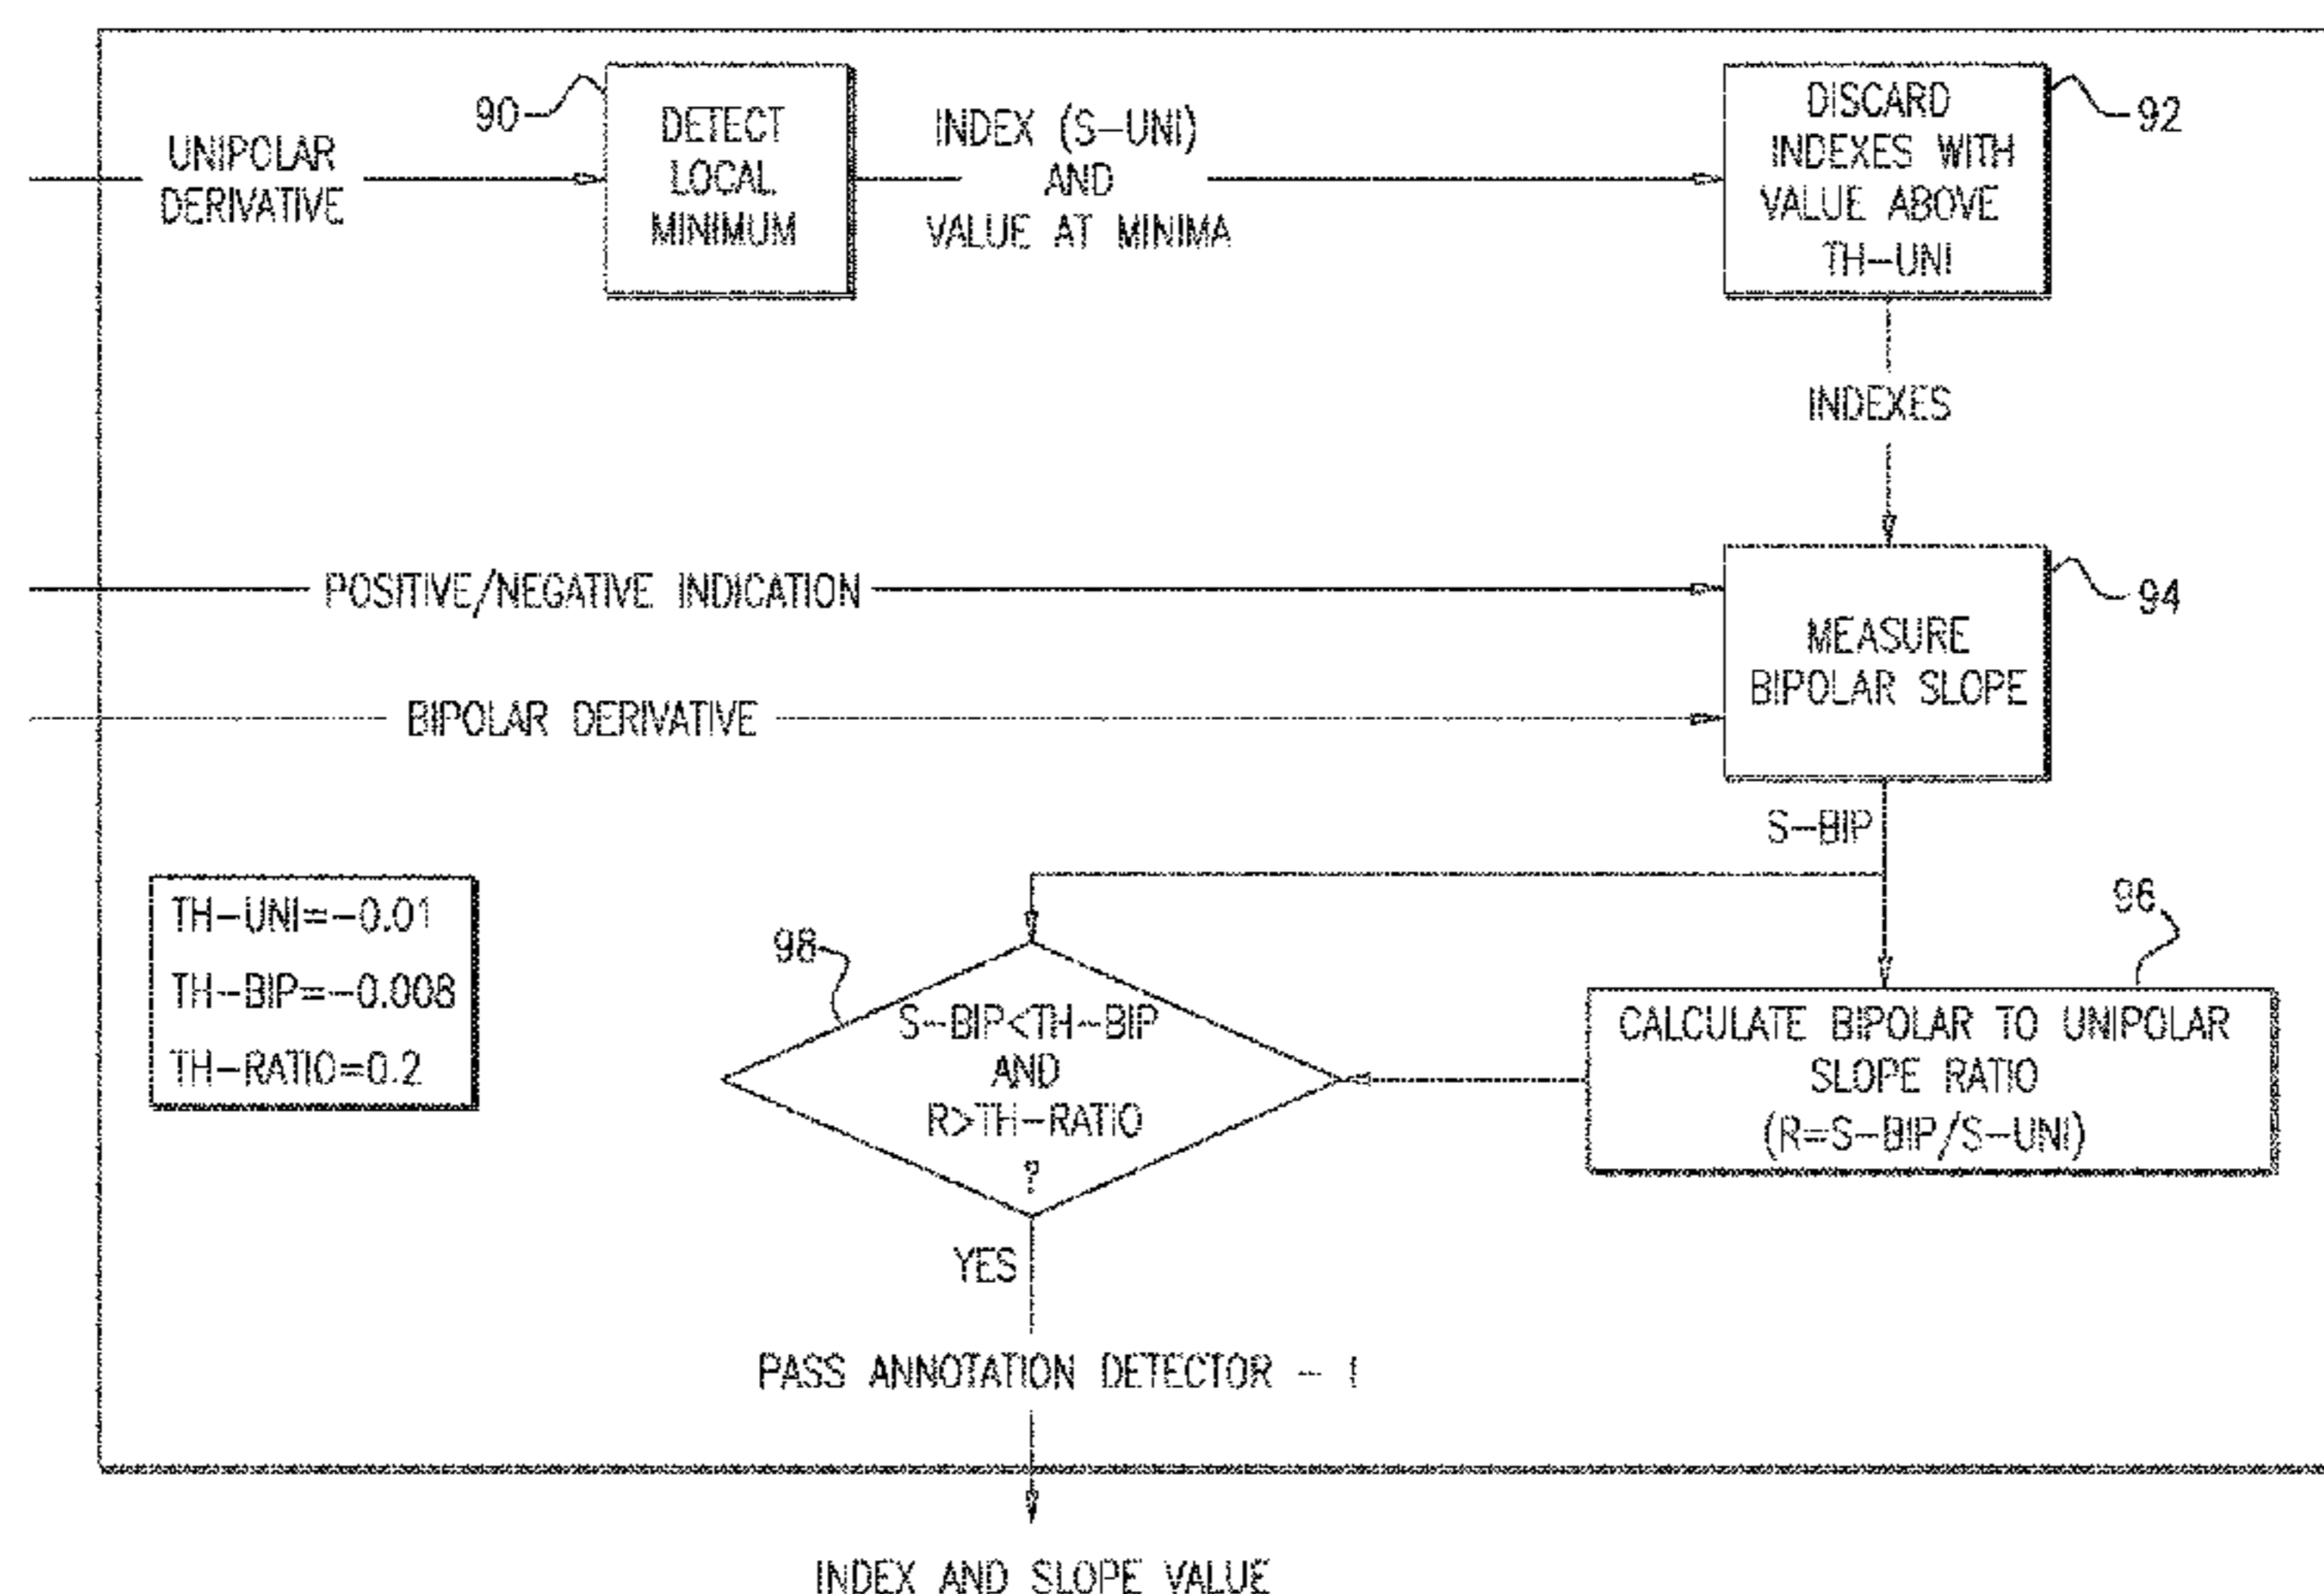 90
UNIPOLAR
DERIVATIVE
DETECT
LOCAL
MINIMUM
INDEX (S-UNI)
AND
VALUE AT MINIMA
DISCARD
INDEXES WITH
VALUE ABOVE
TH-UNI
92
INDEXES
POSITIVE/NEGATIVE INDICATION
BIPOLAR DERIVATIVE
MEASURE
BIPOLAR SLOPE
94
S-BIP
TH-UNI=-0.01
TH-BIP=-0.008
TH-RATIO=0.2
98
S-BIP<TH-BIP
AND
R>TH-RATIO
?
96
CALCULATE BIPOLAR TO UNIPOLAR
SLOPE RATIO
(R=S-BIP/S-UNI)
YES
PASS ANNOTATION DETECTOR - 1
INDEX AND SLOPE VALUE